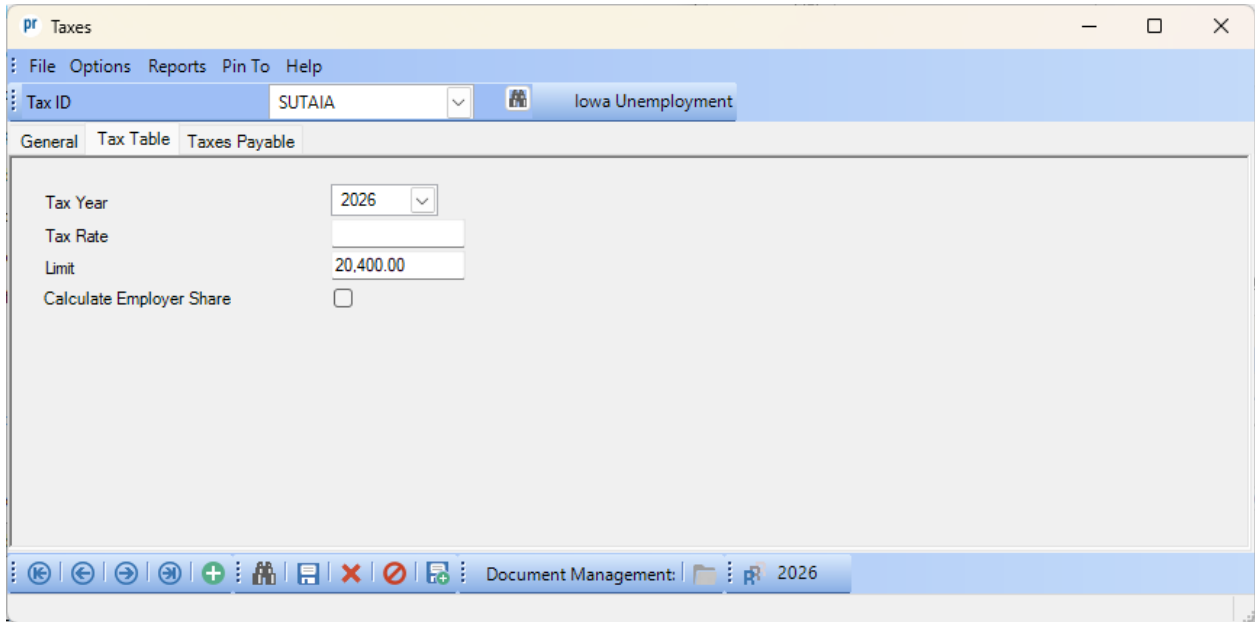 pr Taxes
File Options Reports Pin To Help
Tax ID SUTAIA Iowa Unemployment
General Tax Table Taxes Payable
Tax Year 2026
Tax Rate
Limit 20,400.00
Calculate Employer Share
Document Management: PR 2026